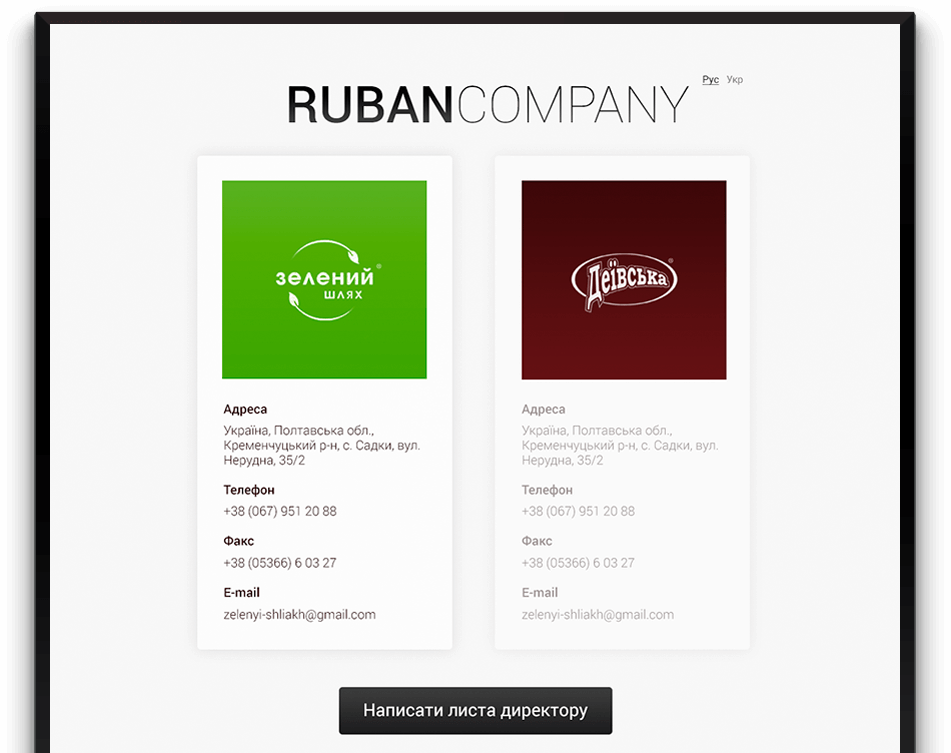 Рус Укр
RUBANCOMPANY
зелений®
шлях
Адреса
Україна, Полтавська обл.,
Кременчуцький р-н, с. Садки, вул.
Нерудна, 35/2
Телефон
+38 (067) 951 20 88
Факс
+38 (05366) 6 03 27
E-mail
zelenyi-shliakh@gmail.com
Деївська®
Адреса
Україна, Полтавська обл.,
Кременчуцький р-н, с. Садки, вул.
Нерудна, 35/2
Телефон
+38 (067) 951 20 88
Факс
+38 (05366) 6 03 27
E-mail
zelenyi-shliakh@gmail.com
Написати листа директору